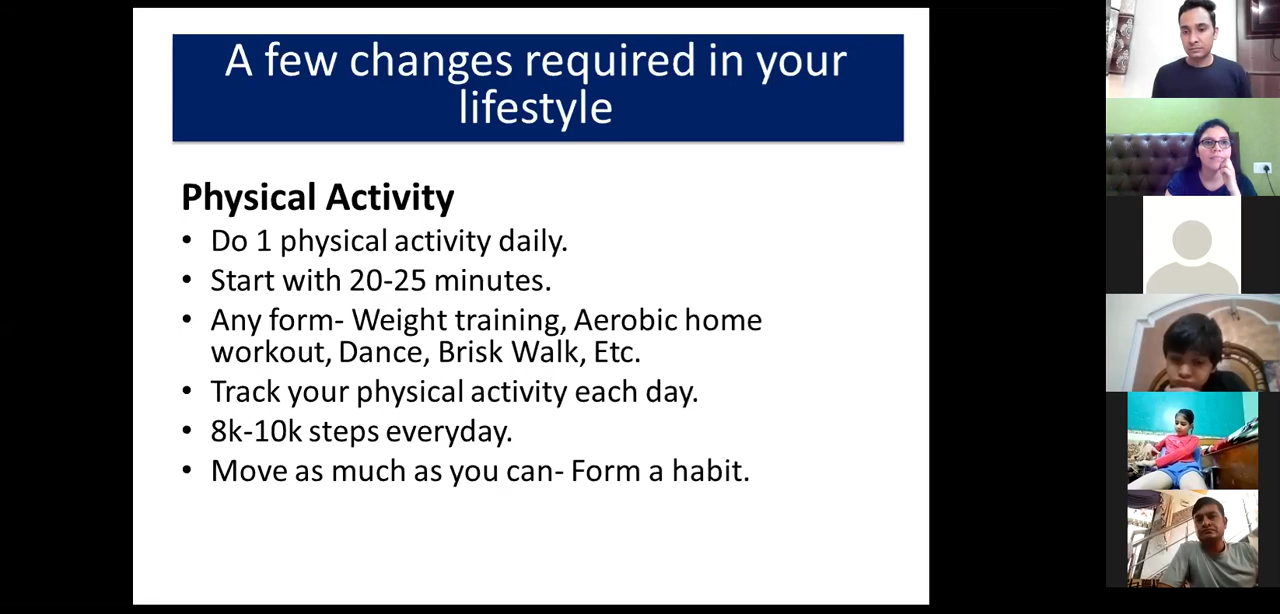 A few changes required in your
lifestyle
Physical Activity
• Do 1 physical activity daily.
• Start with 20-25 minutes.
• Any form- Weight training, Aerobic home
workout, Dance, Brisk Walk, Etc.
• Track your physical activity each day.
• 8k-10k steps everyday.
• Move as much as you can- Form a habit.